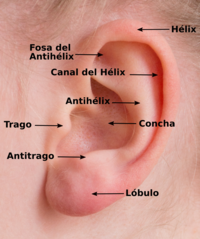 Hélix
Fosa del
Antihélix
Canal del Hélix
Antihélix
Trago
Concha
Antitrago
Lóbulo